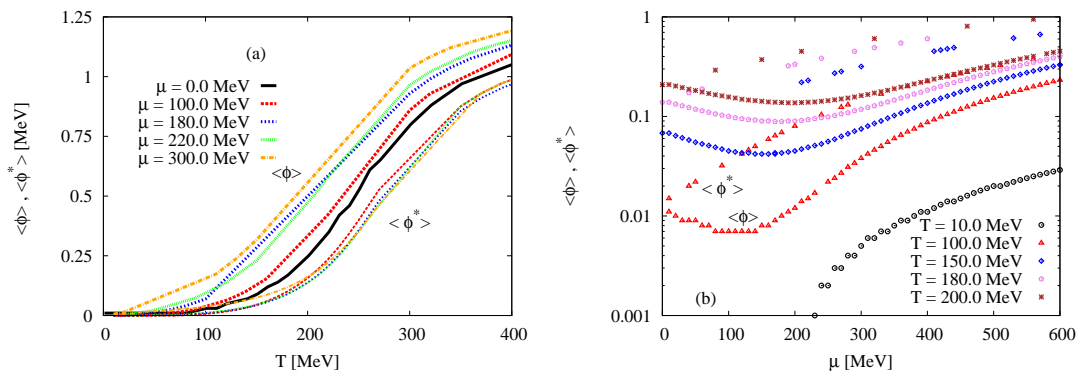 <ϕ> , <ϕ*> [MeV]
1.25
1
0.75
0.5
0.25
0
(a)
μ = 0.0 MeV
μ = 100.0 MeV
μ = 180.0 MeV
μ = 220.0 MeV
μ = 300.0 MeV
<ϕ>
<ϕ*>
100 200 300 400
T [MeV]
<ϕ> , <ϕ*>
1
0.1
0.01
0.001
<ϕ*>
<ϕ>
T = 10.0 MeV
T = 100.0 MeV
T = 150.0 MeV
T = 180.0 MeV
T = 200.0 MeV
(b)
0 100 200 300 400 500 600
μ [MeV]